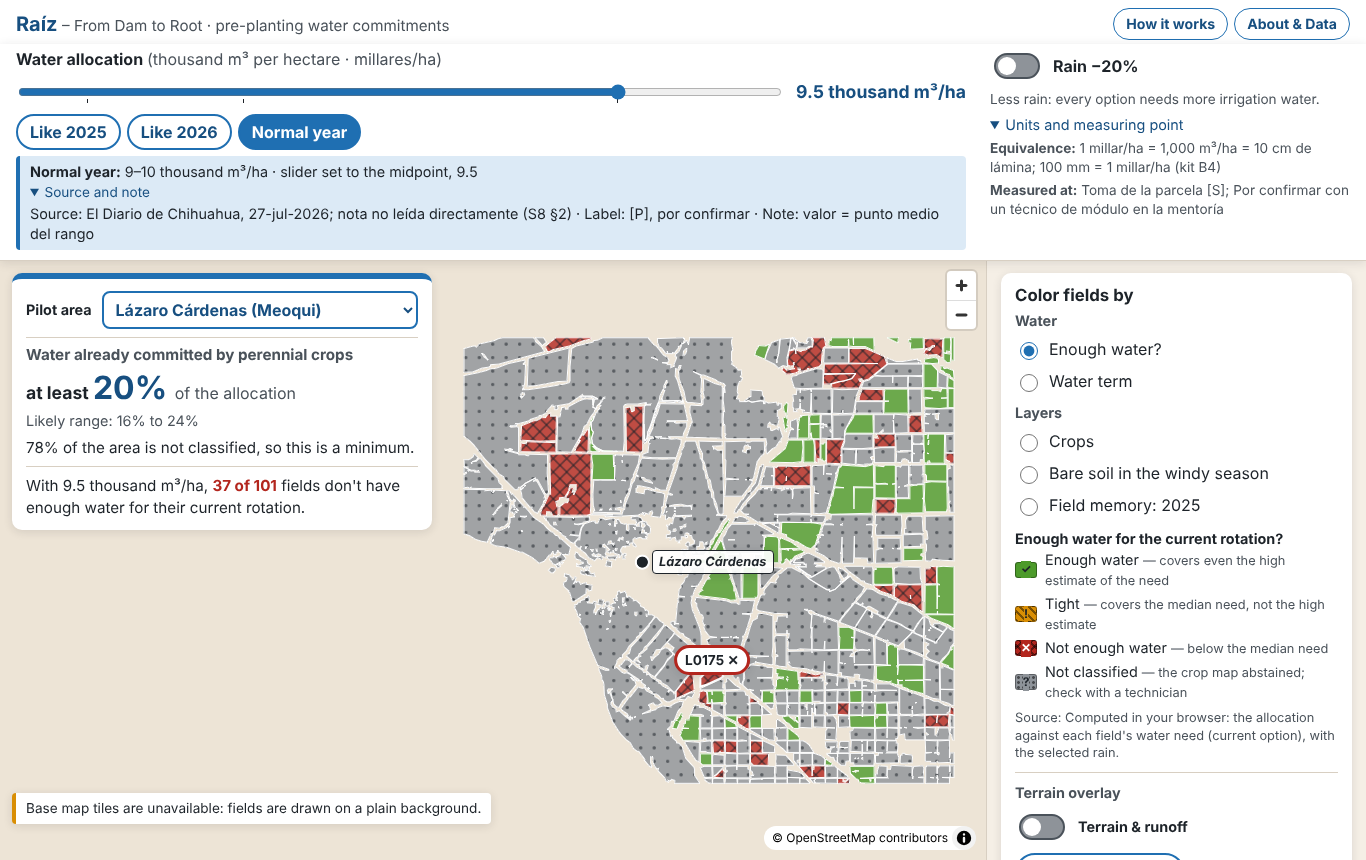 Raíz – From Dam to Root · pre-planting water commitments
How it works
About & Data
Water allocation (thousand m³ per hectare · millares/ha)
9.5 thousand m³/ha
Like 2025
Like 2026
Normal year
Normal year: 9–10 thousand m³/ha · slider set to the midpoint, 9.5
▼ Source and note
Source: El Diario de Chihuahua, 27-jul-2026; nota no leída directamente (S8 §2) · Label: [P], por confirmar · Note: valor = punto medio
del rango
Rain −20%
Less rain: every option needs more irrigation water.
▼ Units and measuring point
Equivalence: 1 millar/ha = 1,000 m³/ha = 10 cm de
lámina; 100 mm = 1 millar/ha (kit B4)
Measured at: Toma de la parcela [S]; Por confirmar con
un técnico de módulo en la mentoría
Pilot area
Lázaro Cárdenas (Meoqui)
Water already committed by perennial crops
at least 20% of the allocation
Likely range: 16% to 24%
78% of the area is not classified, so this is a minimum.
With 9.5 thousand m³/ha, 37 of 101 fields don't have
enough water for their current rotation.
+
−
Lázaro Cárdenas
L0175 ✕
Base map tiles are unavailable: fields are drawn on a plain background.
© OpenStreetMap contributors
Color fields by
Water
Enough water?
Water term
Layers
Crops
Bare soil in the windy season
Field memory: 2025
Enough water for the current rotation?
Enough water — covers even the high
estimate of the need
Tight — covers the median need, not the high
estimate
Not enough water — below the median need
Not classified — the crop map abstained;
check with a technician
Source: Computed in your browser: the allocation
against each field's water need (current option), with
the selected rain.
Terrain overlay
Terrain & runoff